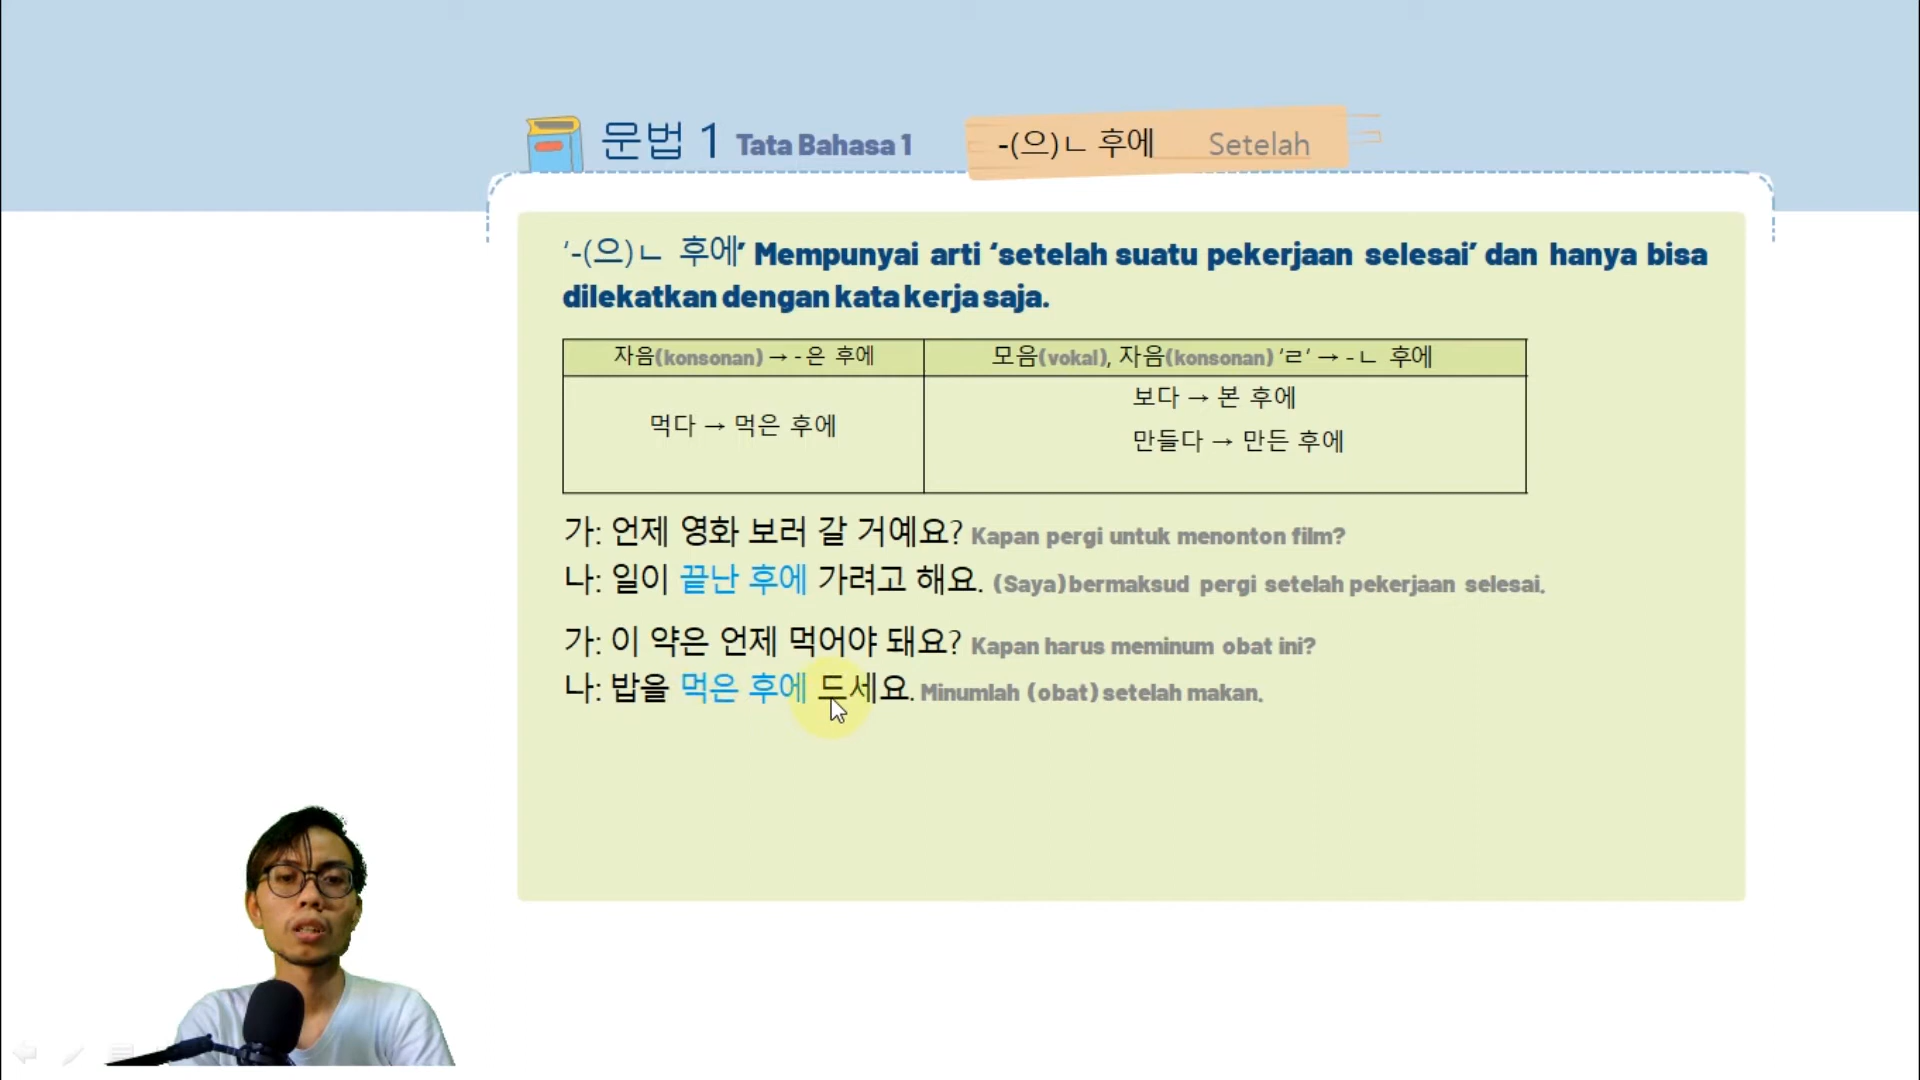 문법 1 Tata Bahasa 1 -(으)ㄴ 후에 Setelah
‘-(으)ㄴ 후에’ Mempunyai arti ‘setelah suatu pekerjaan selesai’ dan hanya bisa
dilekatkan dengan kata kerja saja.
자음(konsonan) → -은 후에 모음(vokal), 자음(konsonan) ‘ㄹ’ → -ㄴ 후에
보다 → 본 후에
먹다 → 먹은 후에
만들다 → 만든 후에
가: 언제 영화 보러 갈 거예요? Kapan pergi untuk menonton film?
나: 일이 끝난 후에 가려고 해요. (Saya) bermaksud pergi setelah pekerjaan selesai.
가: 이 약은 언제 먹어야 돼요? Kapan harus meminum obat ini?
나: 밥을 먹은 후에 드세요. Minumlah (obat) setelah makan.